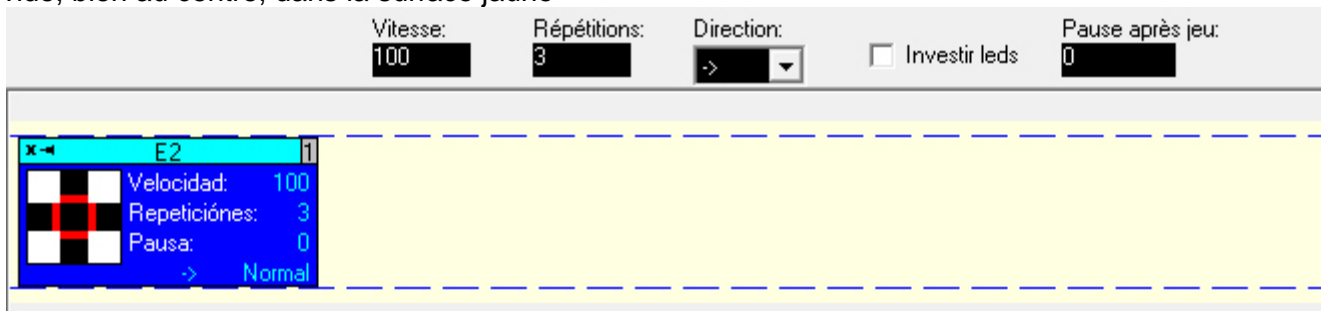 Vitesse: Répétitions: Direction: Pause après jeu:
100 3 -> Investir leds 0
E2 1
Velocidad: 100
Repeticiónes: 3
Pausa: 0
-> Normal